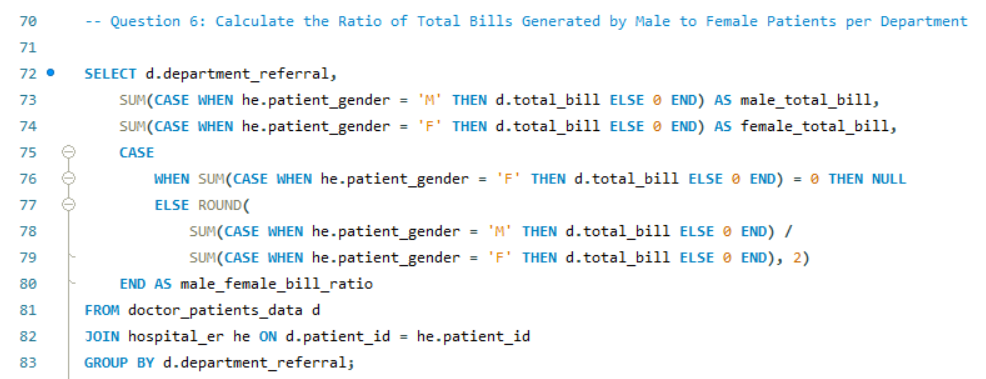 70 -- Question 6: Calculate the Ratio of Total Bills Generated by Male to Female Patients per Department
71
72 SELECT d.department_referral,
73 SUM(CASE WHEN he.patient_gender = 'M' THEN d.total_bill ELSE 0 END) AS male_total_bill,
74 SUM(CASE WHEN he.patient_gender = 'F' THEN d.total_bill ELSE 0 END) AS female_total_bill,
75 CASE
76 WHEN SUM(CASE WHEN he.patient_gender = 'F' THEN d.total_bill ELSE 0 END) = 0 THEN NULL
77 ELSE ROUND(
78 SUM(CASE WHEN he.patient_gender = 'M' THEN d.total_bill ELSE 0 END) /
79 SUM(CASE WHEN he.patient_gender = 'F' THEN d.total_bill ELSE 0 END), 2)
80 END AS male_female_bill_ratio
81 FROM doctor_patients_data d
82 JOIN hospital_er he ON d.patient_id = he.patient_id
83 GROUP BY d.department_referral;